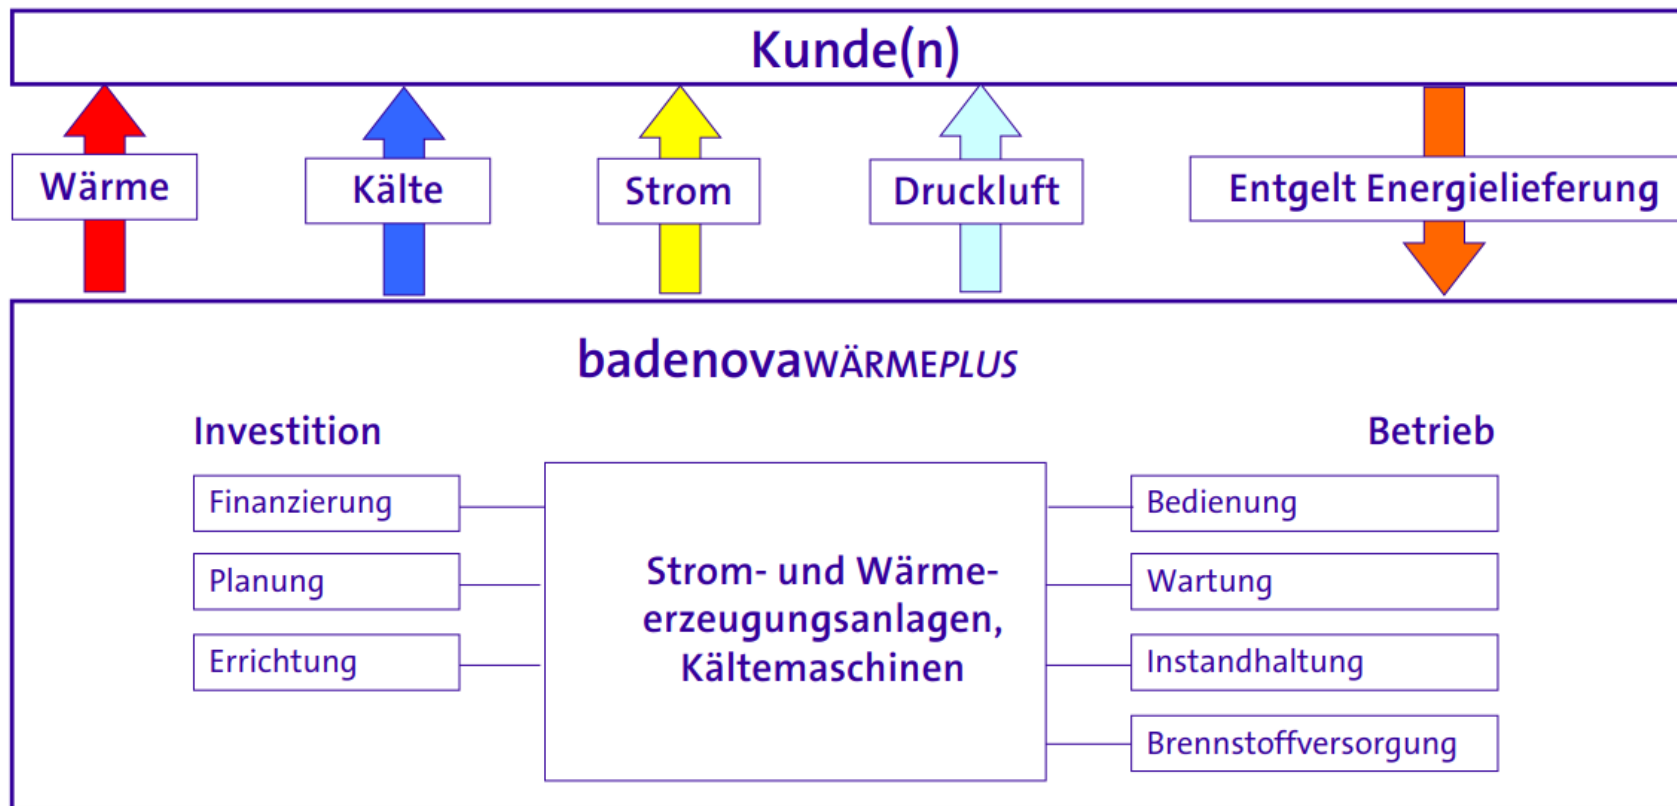 Kunde(n)
Wärme
Kälte
Strom
Druckluft
Entgelt Energielieferung
badenovaWÄRMEPLUS
Investition
Betrieb
Finanzierung
Planung
Errichtung
Strom- und Wärme-
erzeugungsanlagen,
Kältemaschinen
Bedienung
Wartung
Instandhaltung
Brennstoffversorgung